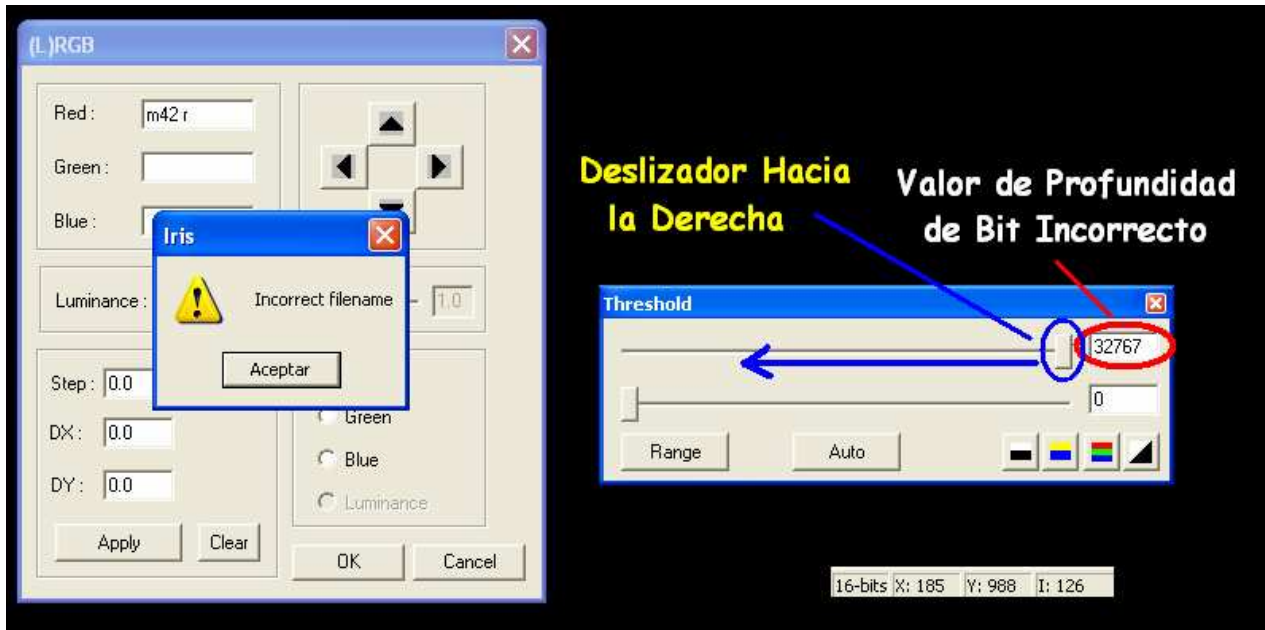 (L)RGB
Red :
m42 r
Green :
Blue :
Iris
Incorrect filename
Aceptar
Luminance :
1.0
Step :
0.0
DX :
0.0
DY :
0.0
Green
Blue
Luminance
Apply
Clear
OK
Cancel
Deslizador Hacia
la Derecha
Valor de Profundidad
de Bit Incorrecto
Threshold
32767
0
Range
Auto
16-bits X: 185 Y: 988 I: 126